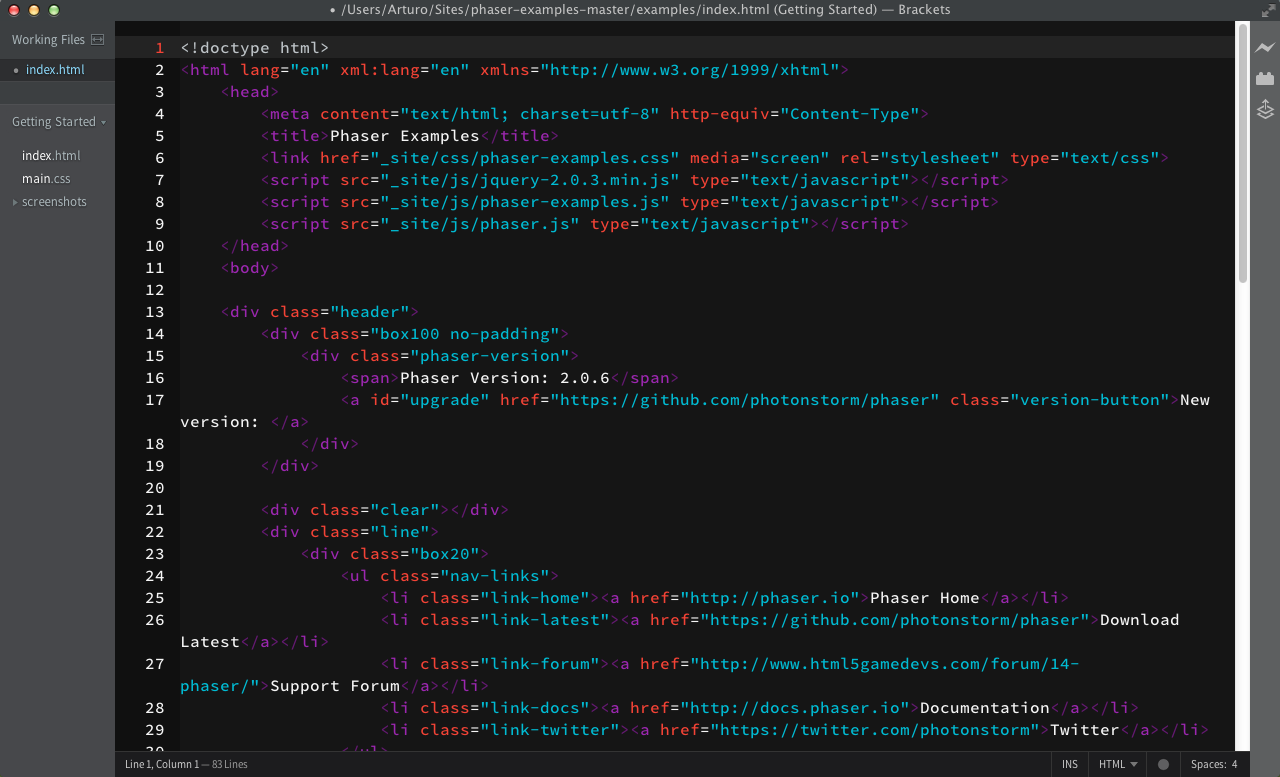 • /Users/Arturo/Sites/phaser-examples-master/examples/index.html (Getting Started) — Brackets
Working Files
• index.html
Getting Started
index.html
main.css
screenshots
1 <!doctype html>
2 <html lang="en" xml:lang="en" xmlns="http://www.w3.org/1999/xhtml">
3 <head>
4 <meta content="text/html; charset=utf-8" http-equiv="Content-Type">
5 <title>Phaser Examples</title>
6 <link href="_site/css/phaser-examples.css" media="screen" rel="stylesheet" type="text/css">
7 <script src="_site/js/jquery-2.0.3.min.js" type="text/javascript"></script>
8 <script src="_site/js/phaser-examples.js" type="text/javascript"></script>
9 <script src="_site/js/phaser.js" type="text/javascript"></script>
10 </head>
11 <body>
12
13 <div class="header">
14 <div class="box100 no-padding">
15 <div class="phaser-version">
16 <span>Phaser Version: 2.0.6</span>
17 <a id="upgrade" href="https://github.com/photonstorm/phaser" class="version-button">New
version: </a>
18 </div>
19 </div>
20
21 <div class="clear"></div>
22 <div class="line">
23 <div class="box20">
24 <ul class="nav-links">
25 <li class="link-home"><a href="http://phaser.io">Phaser Home</a></li>
26 <li class="link-latest"><a href="https://github.com/photonstorm/phaser">Download
Latest</a></li>
27 <li class="link-forum"><a href="http://www.html5gamedevs.com/forum/14-
phaser/">Support Forum</a></li>
28 <li class="link-docs"><a href="http://docs.phaser.io">Documentation</a></li>
29 <li class="link-twitter"><a href="https://twitter.com/photonstorm">Twitter</a></li>
30 </ul>
Line 1, Column 1 — 83 Lines
INS
HTML
Spaces: 4